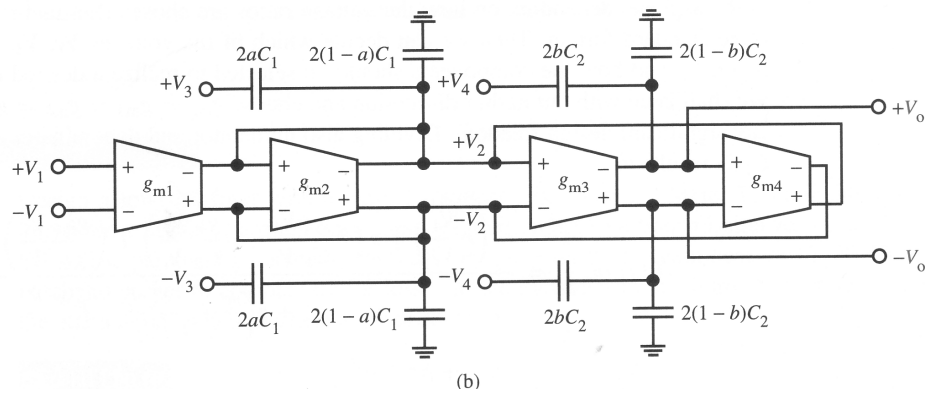 2aC₁
2(1 − a)C₁
2bC₂
2(1 − b)C₂
+V₃
+V₄
+Vₒ
+V₁
+
−
gm1
−
+
+
−
gm2
−
+
+V₂
+
−
gm3
−
+
+
−
gm4
−
+
−V₁
−V₂
−V₃
−V₄
−Vₒ
2aC₁
2(1 − a)C₁
2bC₂
2(1 − b)C₂
(b)